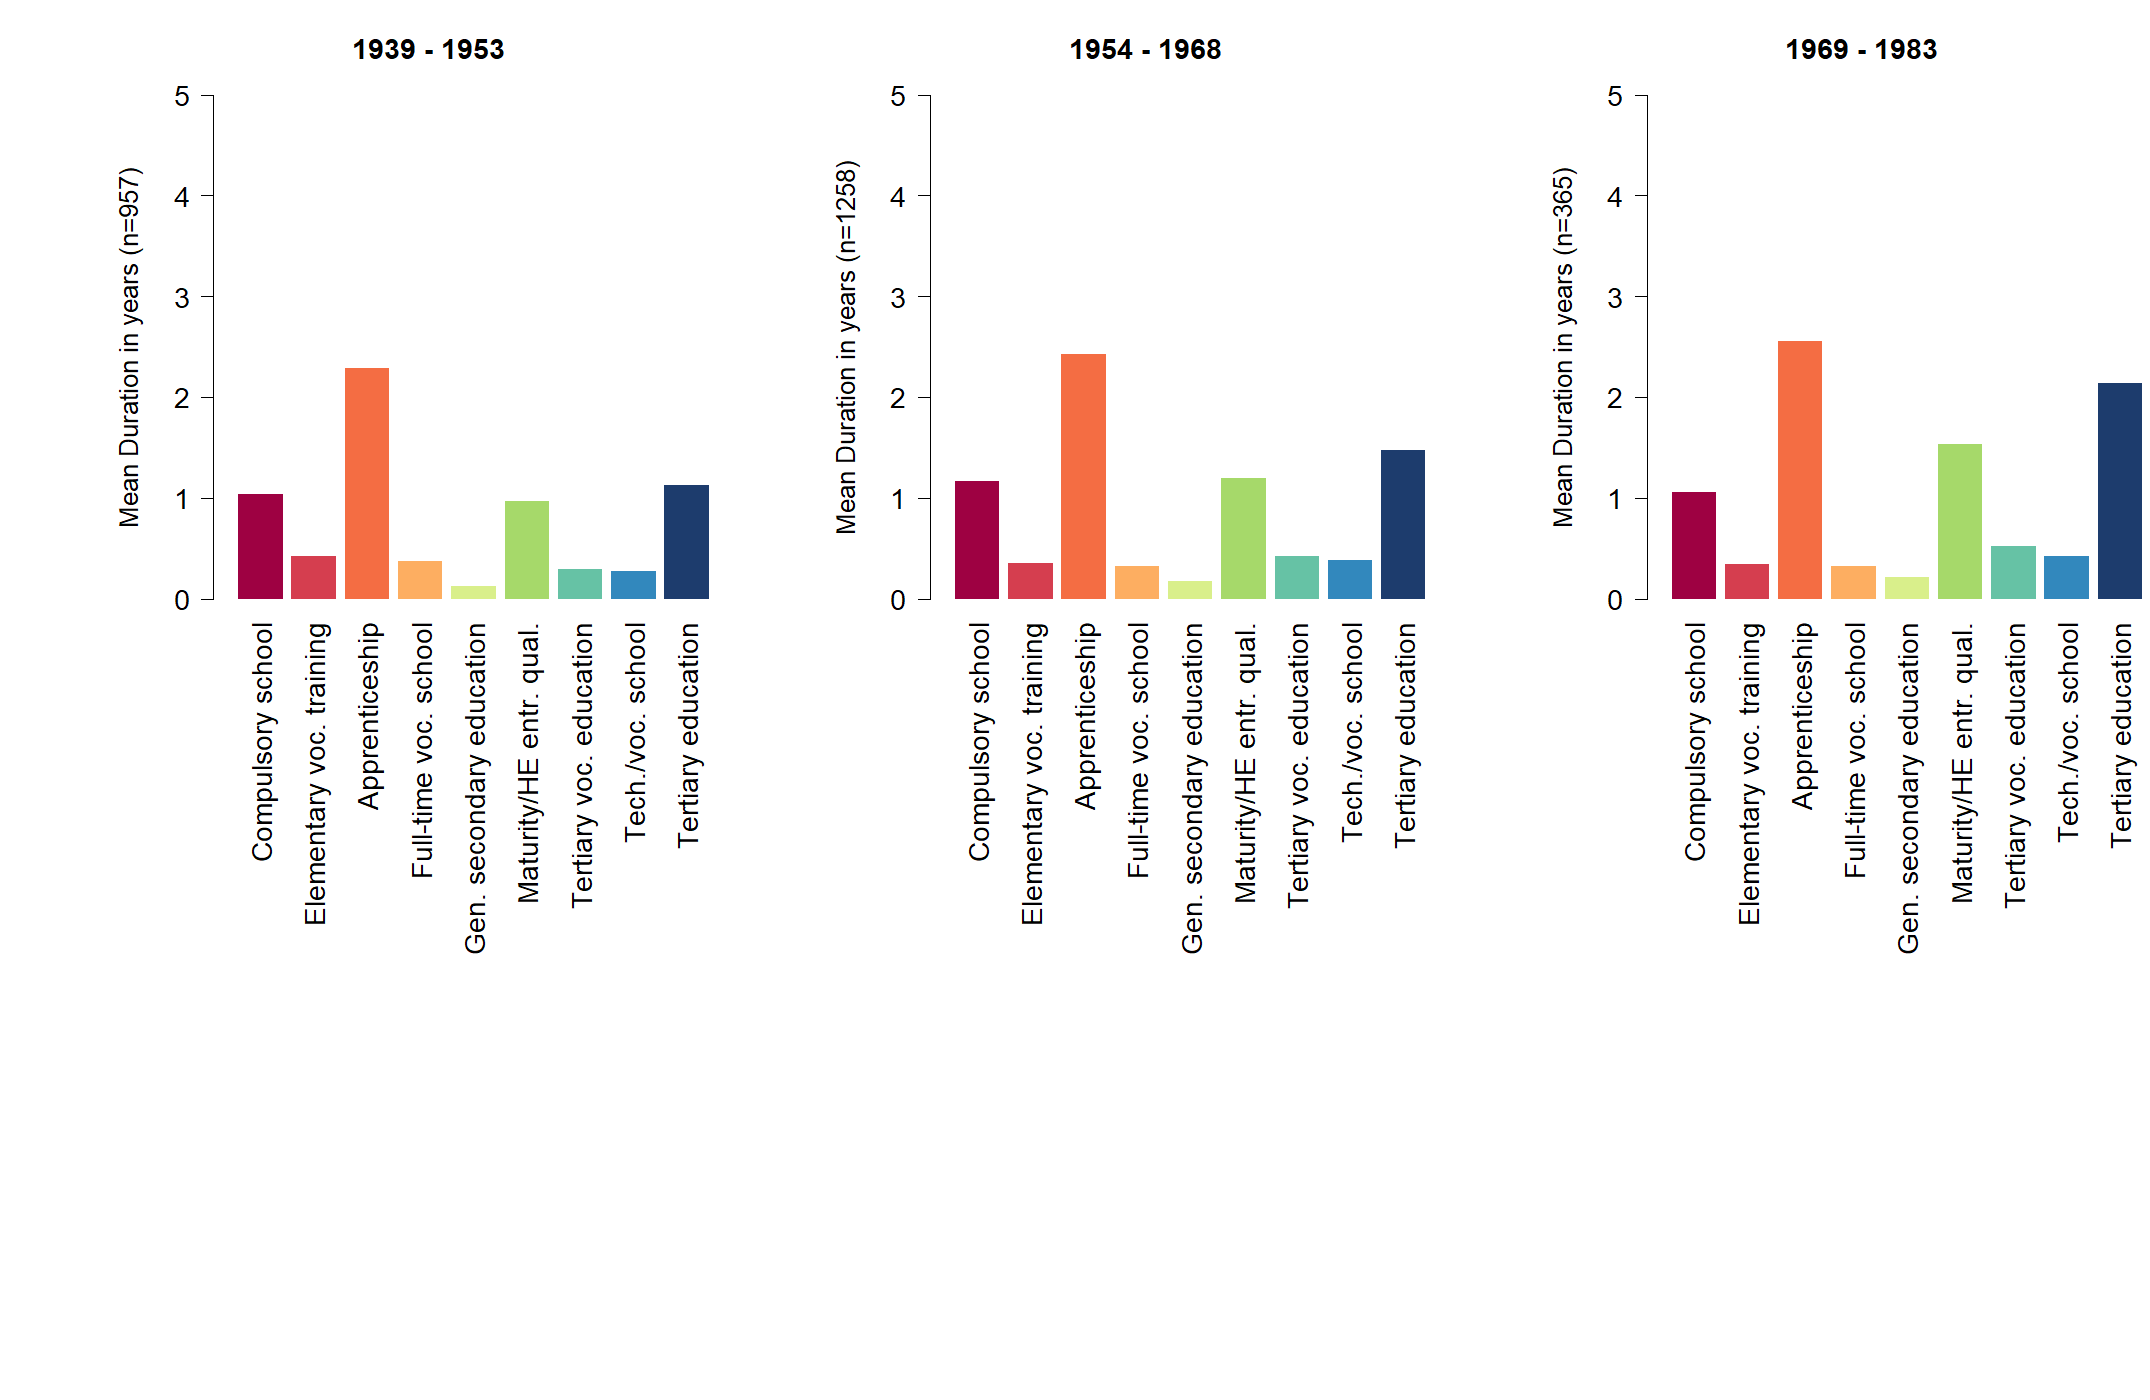 1939 - 1953
Mean Duration in years (n=957)
5
4
3
2
1
0
Compulsory school
Elementary voc. training
Apprenticeship
Full-time voc. school
Gen. secondary education
Maturity/HE entr. qual.
Tertiary voc. education
Tech./voc. school
Tertiary education
1954 - 1968
Mean Duration in years (n=1258)
5
4
3
2
1
0
Compulsory school
Elementary voc. training
Apprenticeship
Full-time voc. school
Gen. secondary education
Maturity/HE entr. qual.
Tertiary voc. education
Tech./voc. school
Tertiary education
1969 - 1983
Mean Duration in years (n=365)
5
4
3
2
1
0
Compulsory school
Elementary voc. training
Apprenticeship
Full-time voc. school
Gen. secondary education
Maturity/HE entr. qual.
Tertiary voc. education
Tech./voc. school
Tertiary education